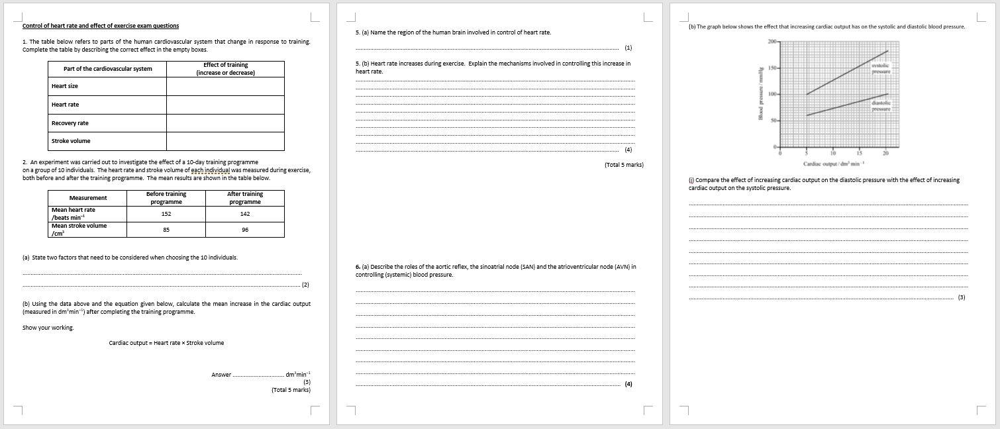 Control of heart rate and effect of exercise exam questions
1. The table below refers to parts of the human cardiovascular system that change in response to training.
Complete the table by describing the correct effect in the empty boxes.
Part of the cardiovascular system
Effect of training
(increase or decrease)
Heart size
Heart rate
Recovery rate
Stroke volume
2. An experiment was carried out to investigate the effect of a 10-day training programme
on a group of 10 individuals. The heart rate and stroke volume of each individual was measured during exercise,
both before and after the training programme. The mean results are shown in the table below.
Measurement
Before training
programme
After training
programme
Mean heart rate
/beats min⁻¹
152
142
Mean stroke volume
/cm³
85
96
(a) State two factors that need to be considered when choosing the 10 individuals.
(2)
(b) Using the data above and the equation given below, calculate the mean increase in the cardiac output
(measured in dm³min⁻¹) after completing the training programme.
Show your working.
Cardiac output = Heart rate × Stroke volume
Answer .............................. dm³min⁻¹
(3)
(Total 5 marks)
5. (a) Name the region of the human brain involved in control of heart rate.
(1)
5. (b) Heart rate increases during exercise. Explain the mechanisms involved in controlling this increase in
heart rate.
(4)
(Total 5 marks)
6. (a) Describe the roles of the aortic reflex, the sinoatrial node (SAN) and the atrioventricular node (AVN) in
controlling (systemic) blood pressure.
(4)
(b) The graph below shows the effect that increasing cardiac output has on the systolic and diastolic blood pressure.
200
150
100
50
0
Blood pressure/mmHg
systolic
pressure
diastolic
pressure
0 5 10 15 20
Cardiac output/dm³ min⁻¹
(i) Compare the effect of increasing cardiac output on the diastolic pressure with the effect of increasing
cardiac output on the systolic pressure.
(3)